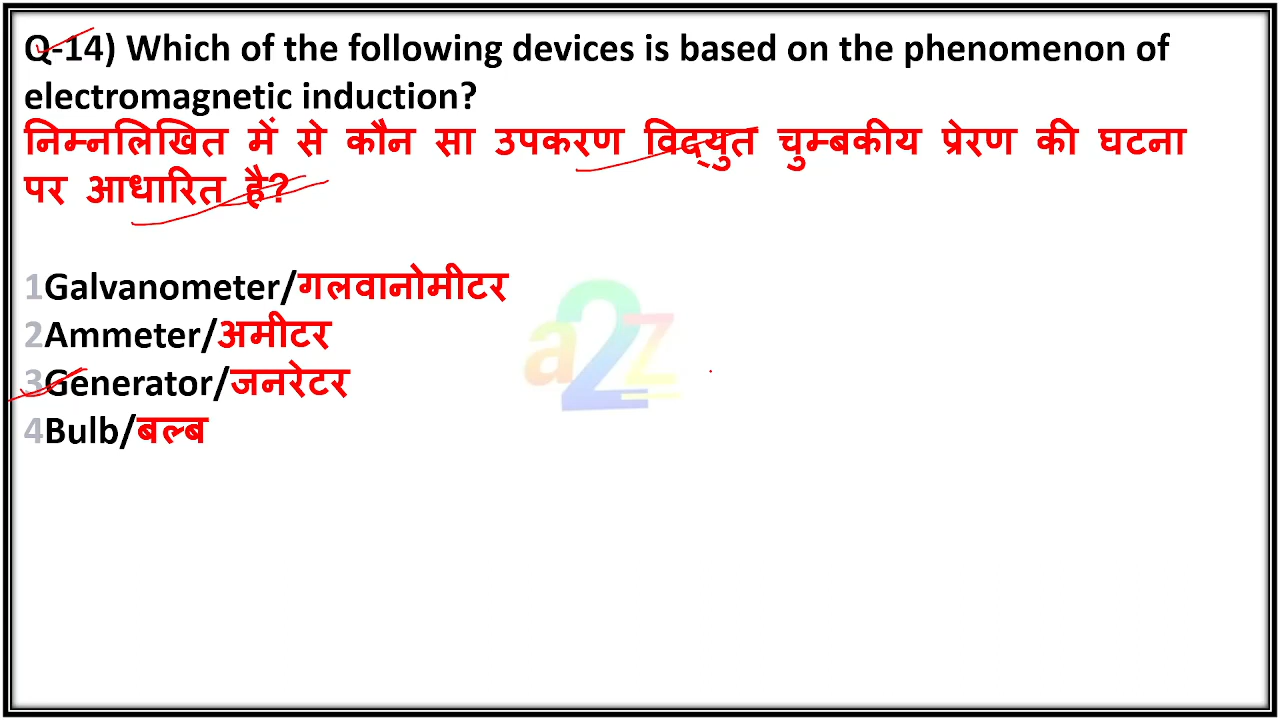 Q-14) Which of the following devices is based on the phenomenon of
electromagnetic induction?
निम्नलिखित में से कौन सा उपकरण विद्युत चुम्बकीय प्रेरण की घटना
पर आधारित है?
1Galvanometer/गलवानोमीटर
2Ammeter/अमीटर
3Generator/जनरेटर
4Bulb/बल्ब
a2z